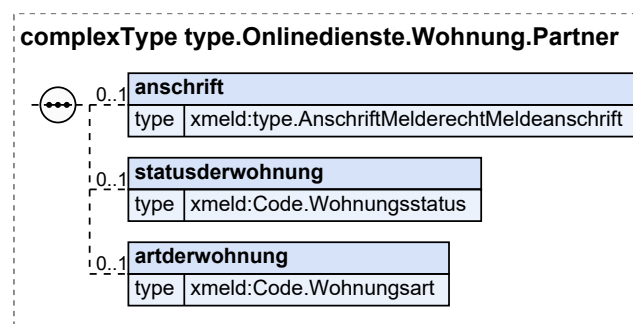 complexType type.Onlinedienste.Wohnung.Partner
0..1 anschrift
type xmeld:type.AnschriftMelderechtMeldeanschrift
0..1 statusderwohnung
type xmeld:Code.Wohnungsstatus
0..1 artderwohnung
type xmeld:Code.Wohnungsart